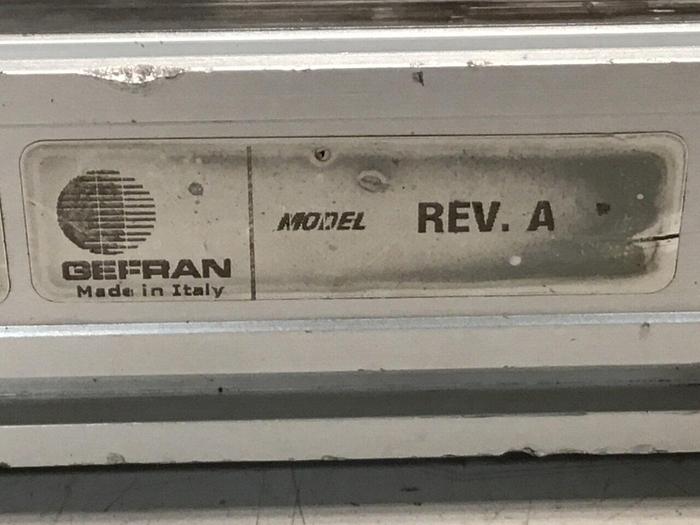 GEFRAN
Made in Italy
MODEL REV. A